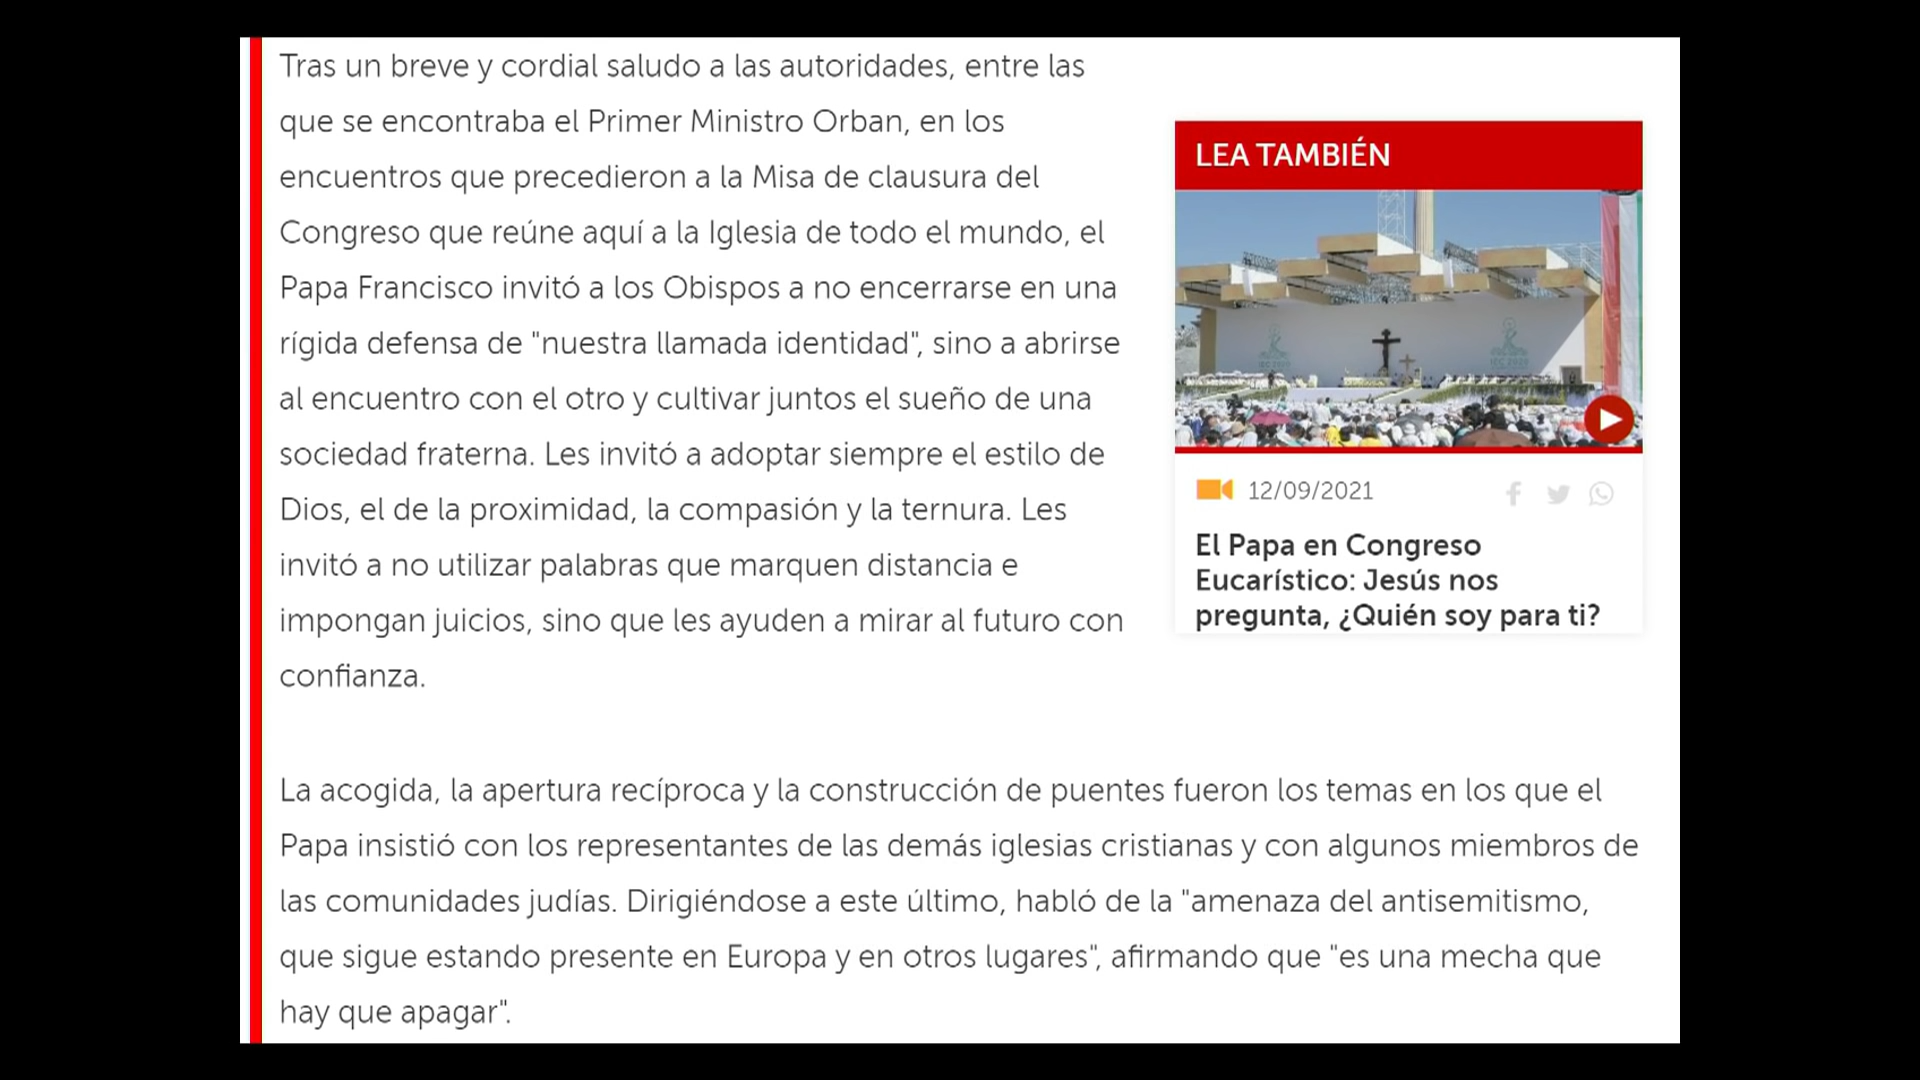 Tras un breve y cordial saludo a las autoridades, entre las
que se encontraba el Primer Ministro Orban, en los
encuentros que precedieron a la Misa de clausura del
Congreso que reúne aquí a la Iglesia de todo el mundo, el
Papa Francisco invitó a los Obispos a no encerrarse en una
rígida defensa de "nuestra llamada identidad", sino a abrirse
al encuentro con el otro y cultivar juntos el sueño de una
sociedad fraterna. Les invitó a adoptar siempre el estilo de
Dios, el de la proximidad, la compasión y la ternura. Les
invitó a no utilizar palabras que marquen distancia e
impongan juicios, sino que les ayuden a mirar al futuro con
confianza.
LEA TAMBIÉN
12/09/2021
El Papa en Congreso
Eucarístico: Jesús nos
pregunta, ¿Quién soy para ti?
La acogida, la apertura recíproca y la construcción de puentes fueron los temas en los que el
Papa insistió con los representantes de las demás iglesias cristianas y con algunos miembros de
las comunidades judías. Dirigiéndose a este último, habló de la "amenaza del antisemitismo,
que sigue estando presente en Europa y en otros lugares", afirmando que "es una mecha que
hay que apagar".